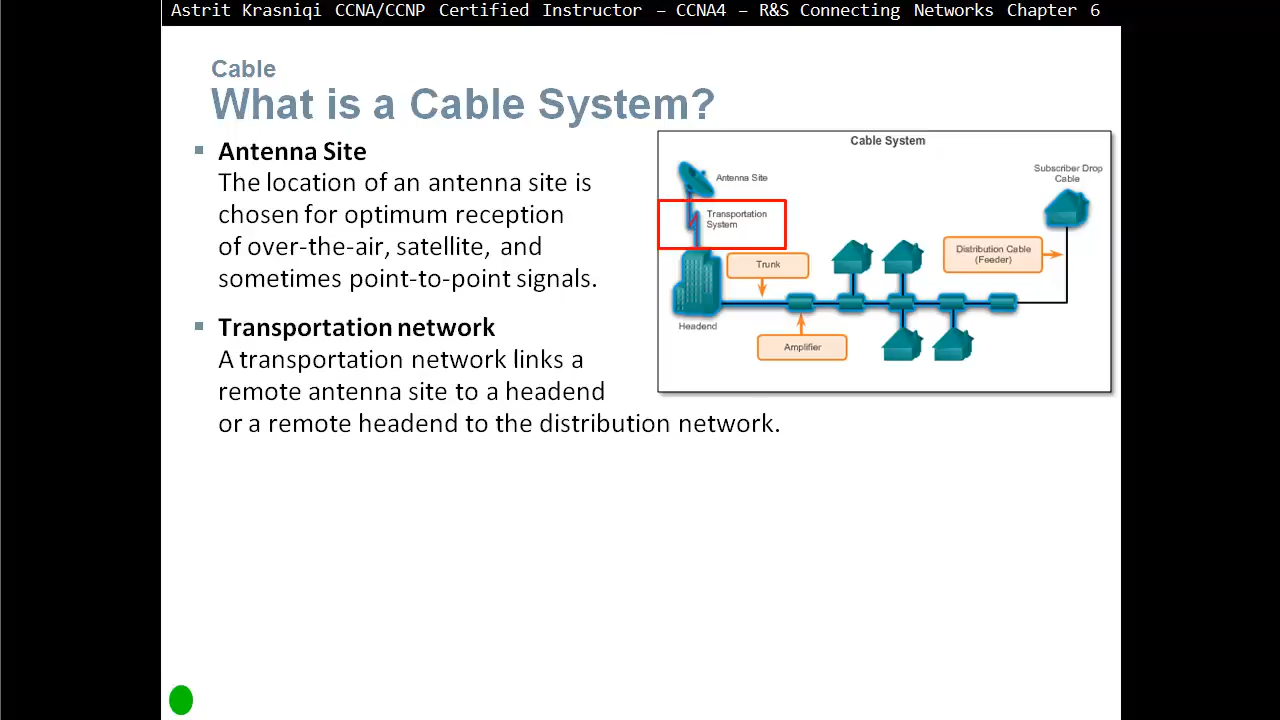 Astrit Krasniqi CCNA/CCNP Certified Instructor – CCNA4 – R&S Connecting Networks Chapter 6
Cable
What is a Cable System?
Antenna Site
The location of an antenna site is
chosen for optimum reception
of over-the-air, satellite, and
sometimes point-to-point signals.
Transportation network
A transportation network links a
remote antenna site to a headend
or a remote headend to the distribution network.
Cable System
Antenna Site
Subscriber Drop
Cable
Transportation
System
Trunk
Distribution Cable
(Feeder)
Headend
Amplifier